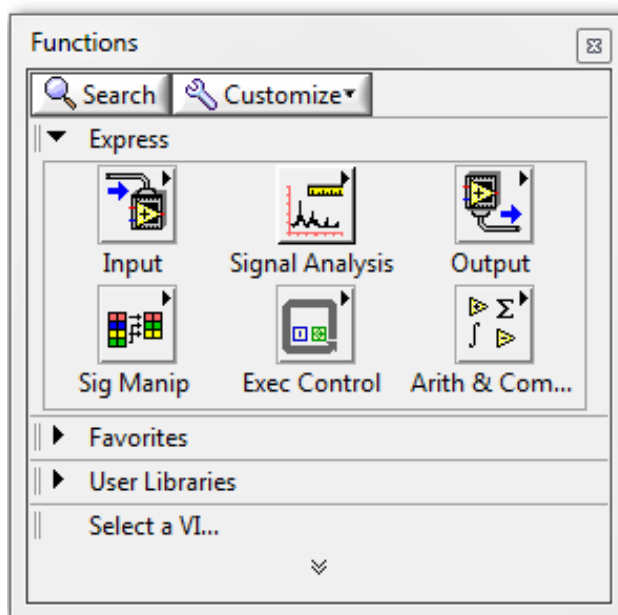 Functions
Search Customize
Express
Input Signal Analysis Output
Sig Manip Exec Control Arith & Com...
Favorites
User Libraries
Select a VI...